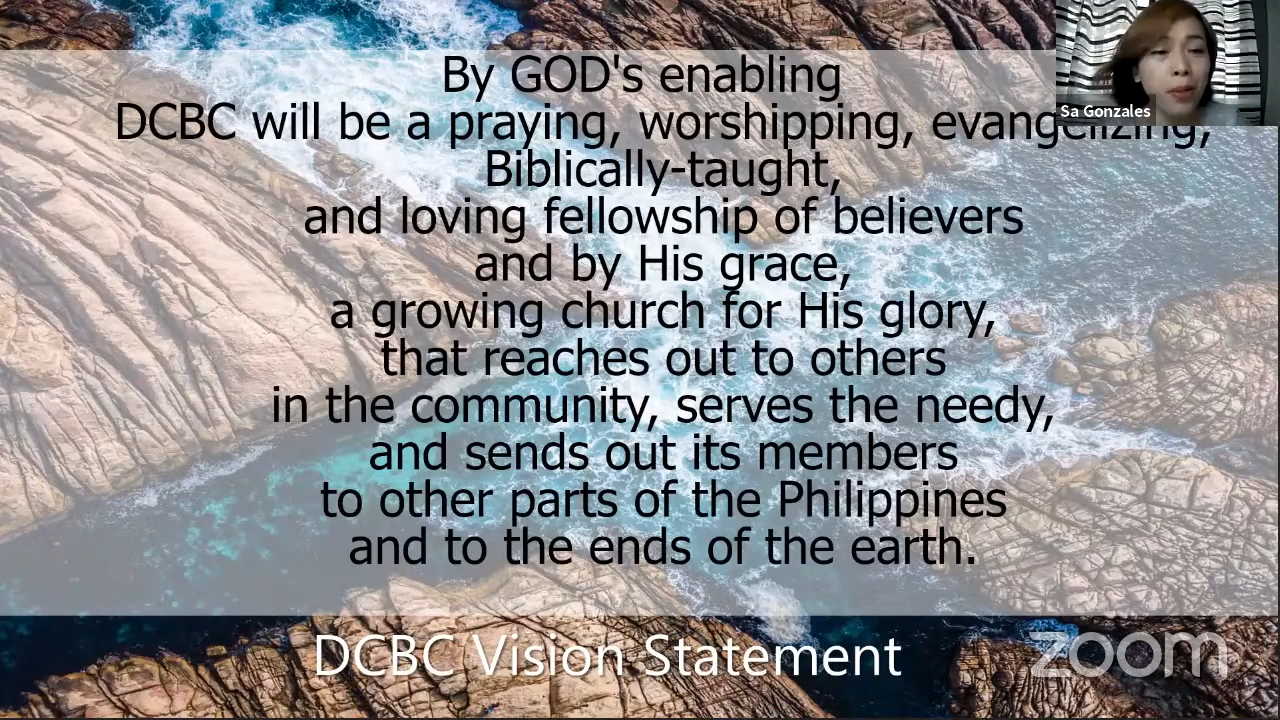 By GOD's enabling
DCBC will be a praying, worshipping, evangelizing,
Biblically-taught,
and loving fellowship of believers
and by His grace,
a growing church for His glory,
that reaches out to others
in the community, serves the needy,
and sends out its members
to other parts of the Philippines
and to the ends of the earth.
DCBC Vision Statement
Sa Gonzales
zoom